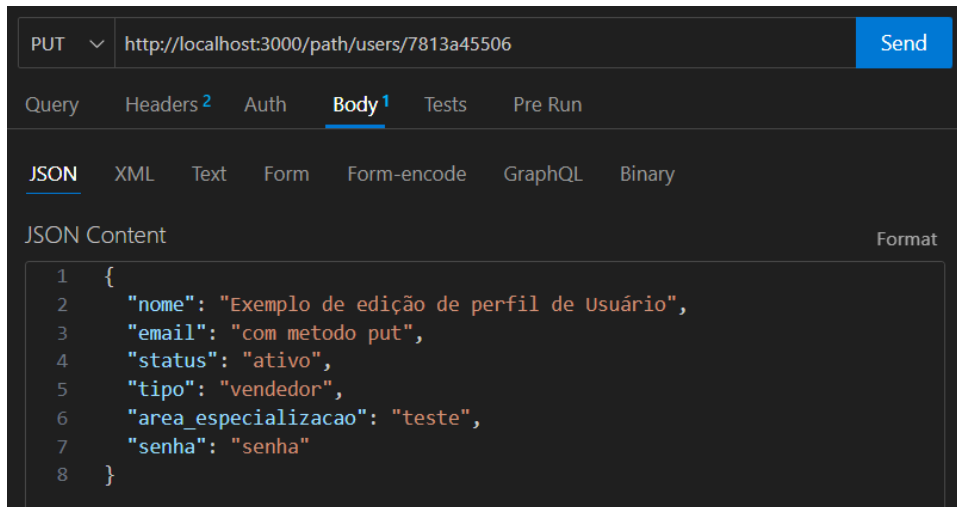 PUT http://localhost:3000/path/users/7813a45506 Send
Query Headers 2 Auth Body 1 Tests Pre Run
JSON XML Text Form Form-encode GraphQL Binary
JSON Content Format
1 {
2 "nome": "Exemplo de edição de perfil de Usuário",
3 "email": "com metodo put",
4 "status": "ativo",
5 "tipo": "vendedor",
6 "area_especializacao": "teste",
7 "senha": "senha"
8 }